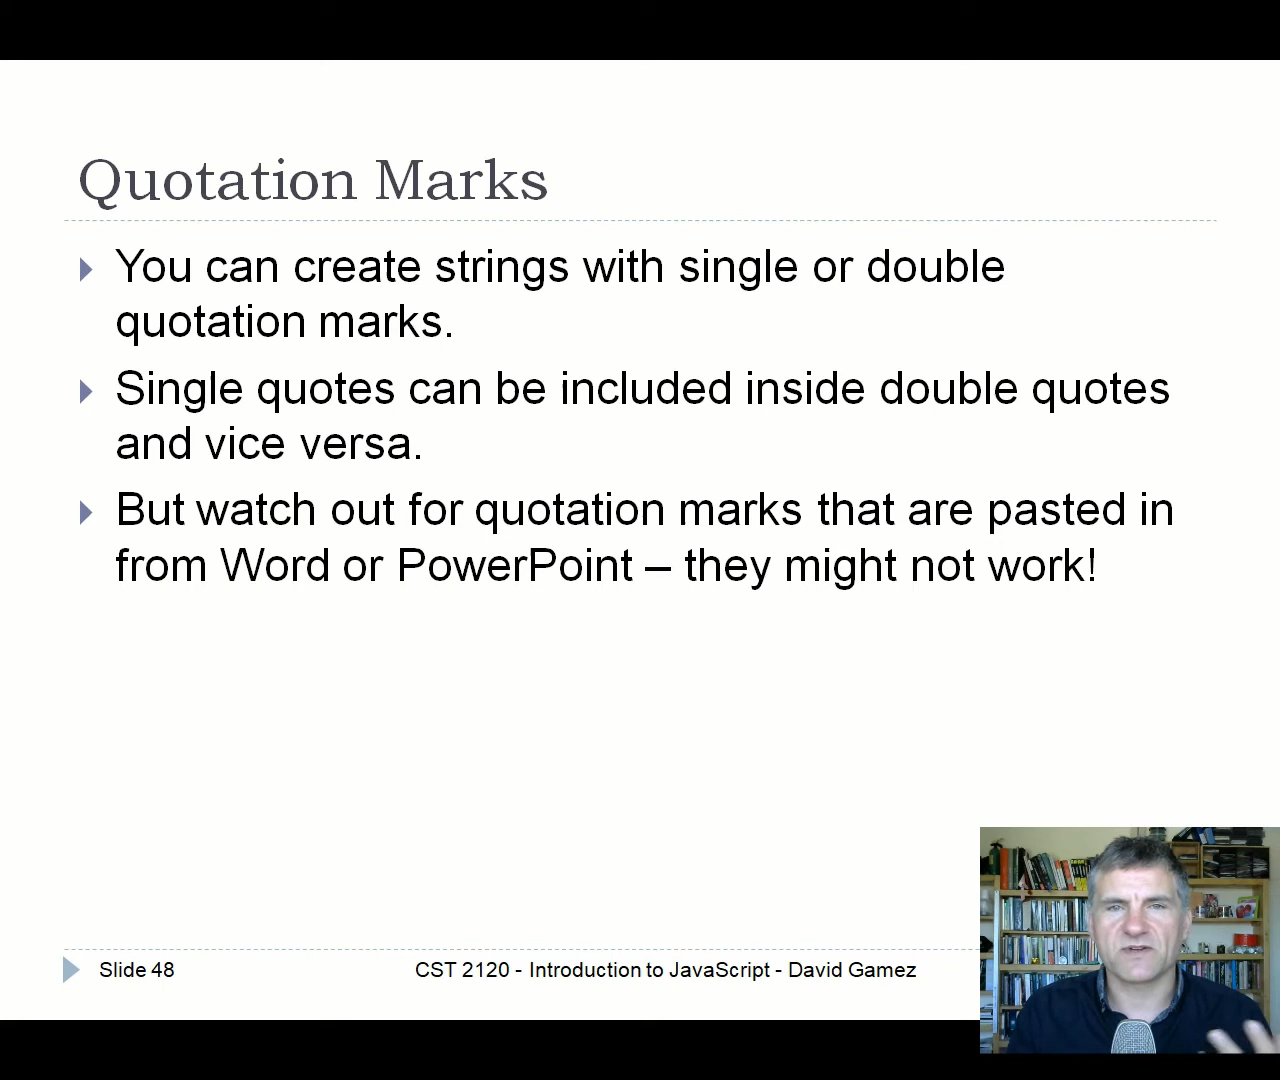 Quotation Marks
You can create strings with single or double
quotation marks.
Single quotes can be included inside double quotes
and vice versa.
But watch out for quotation marks that are pasted in
from Word or PowerPoint – they might not work!
Slide 48
CST 2120 - Introduction to JavaScript - David Gamez